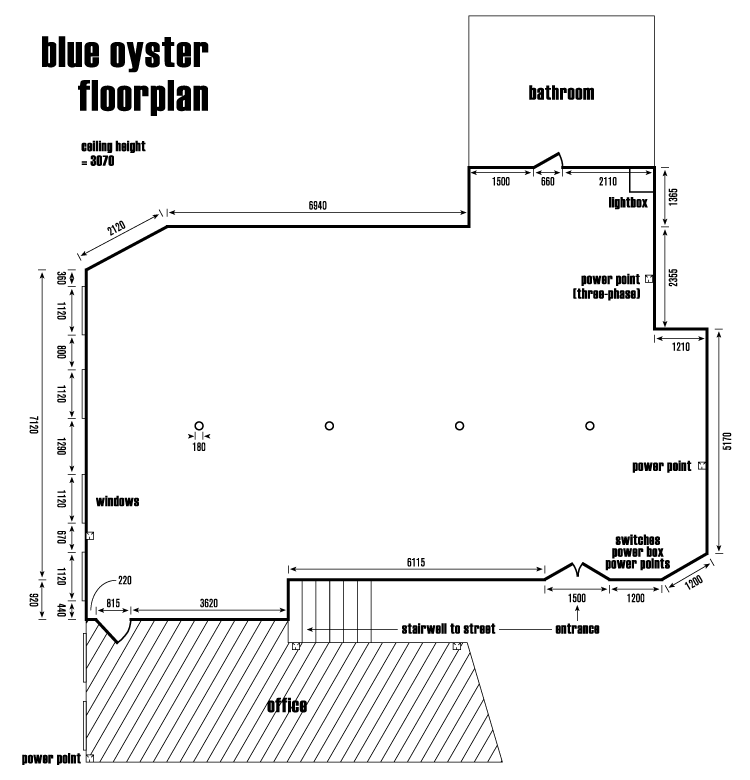 blue oyster
floorplan
ceiling height
= 3070
bathroom
1500
660
2110
lightbox
1365
6940
2120
2355
power point
(three-phase)
1210
360
1120
800
1120
7120
1280
180
5170
power point
1120
windows
670
switches
power box
power points
6115
1120
220
1200
1500
1200
920
440
815
3620
stairwell to street
entrance
office
power point